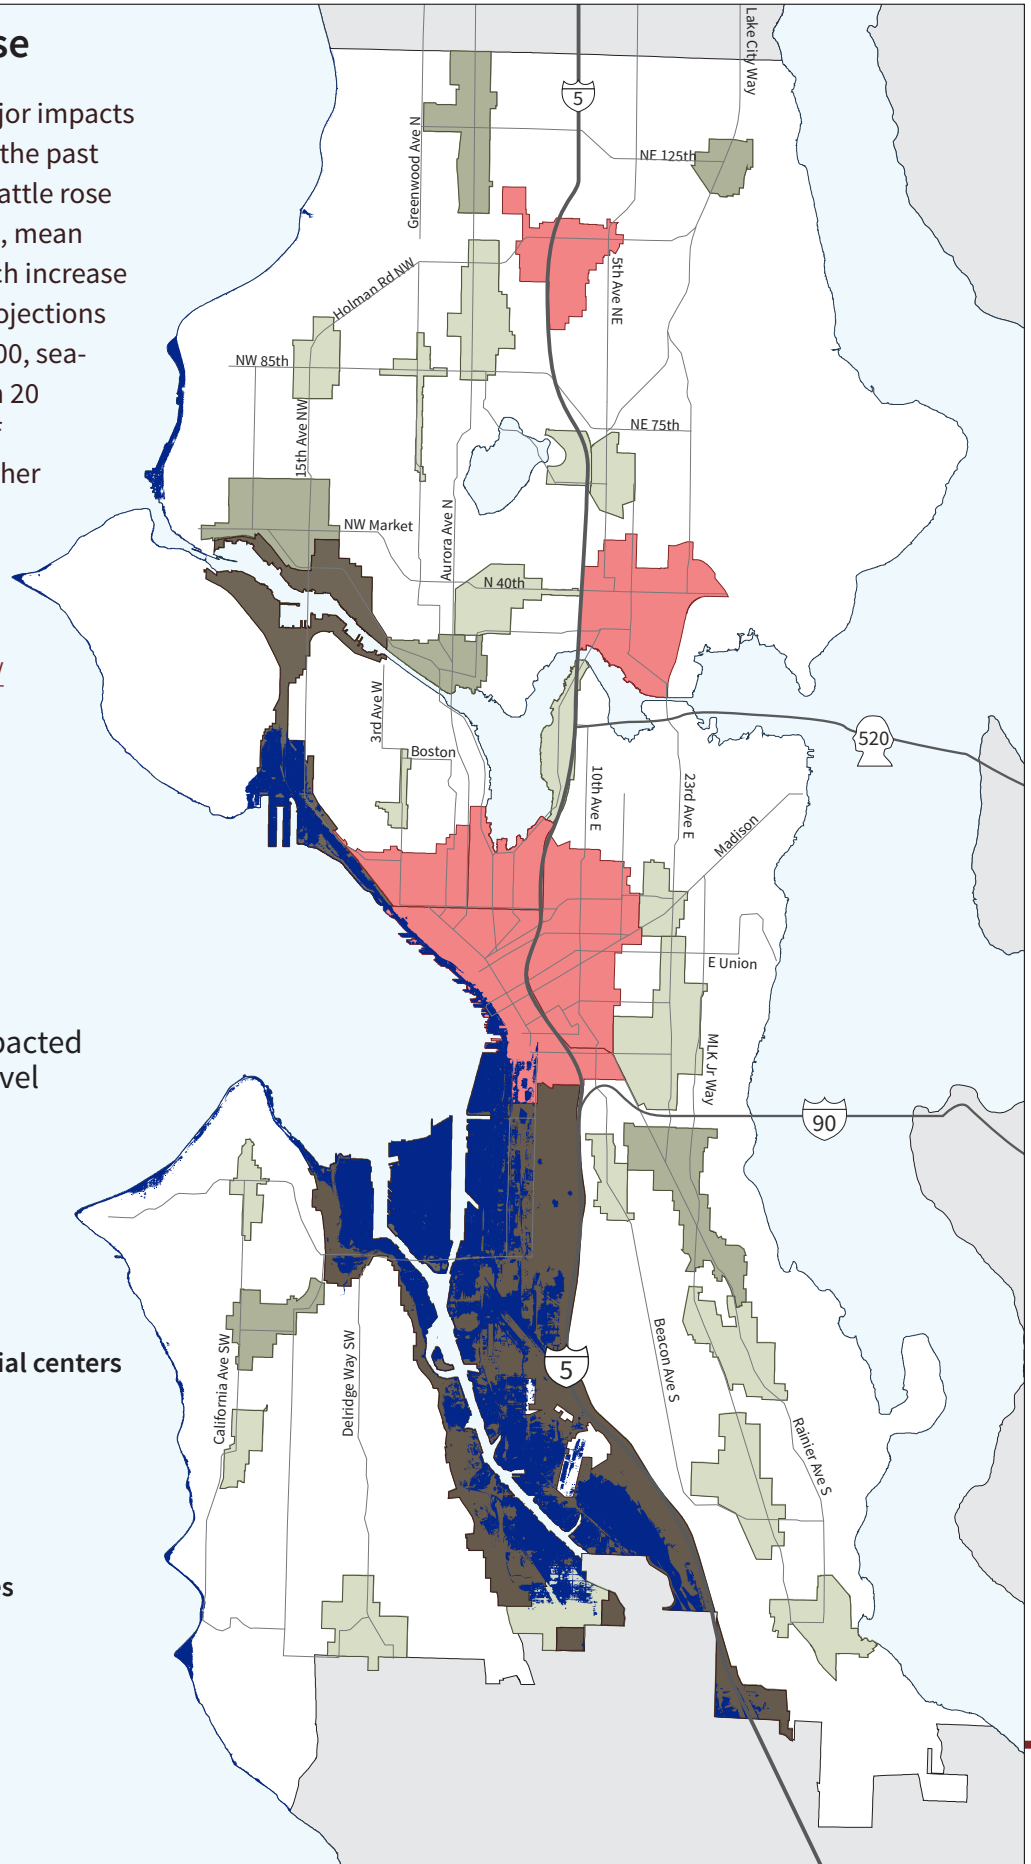 se
jor impacts
the past
attle rose
, mean
ch increase
ojections
00, sea-
n 20
her
y
pacted
vel
ial centers
s
Lake City Way
5
Greenwood Ave N
NE 125th
Holman Rd NW
5th Ave NE
NW 85th
15th Ave NW
NE 75th
NW Market
Aurora Ave N
N 40th
3rd Ave W
Boston
520
10th Ave E
23rd Ave E
Madison
E Union
MLK Jr Way
90
California Ave SW
Delridge Way SW
5
Beacon Ave S
Rainier Ave S